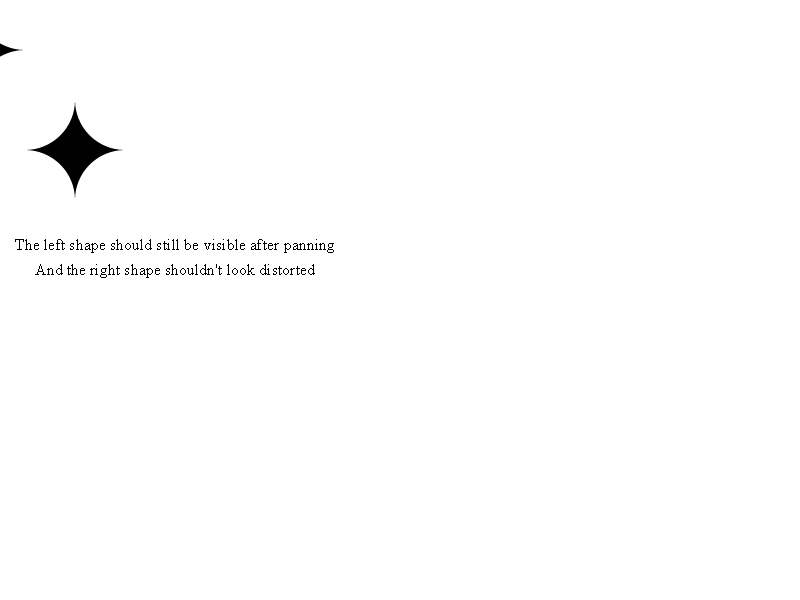 The left shape should still be visible after panning
And the right shape shouldn't look distorted